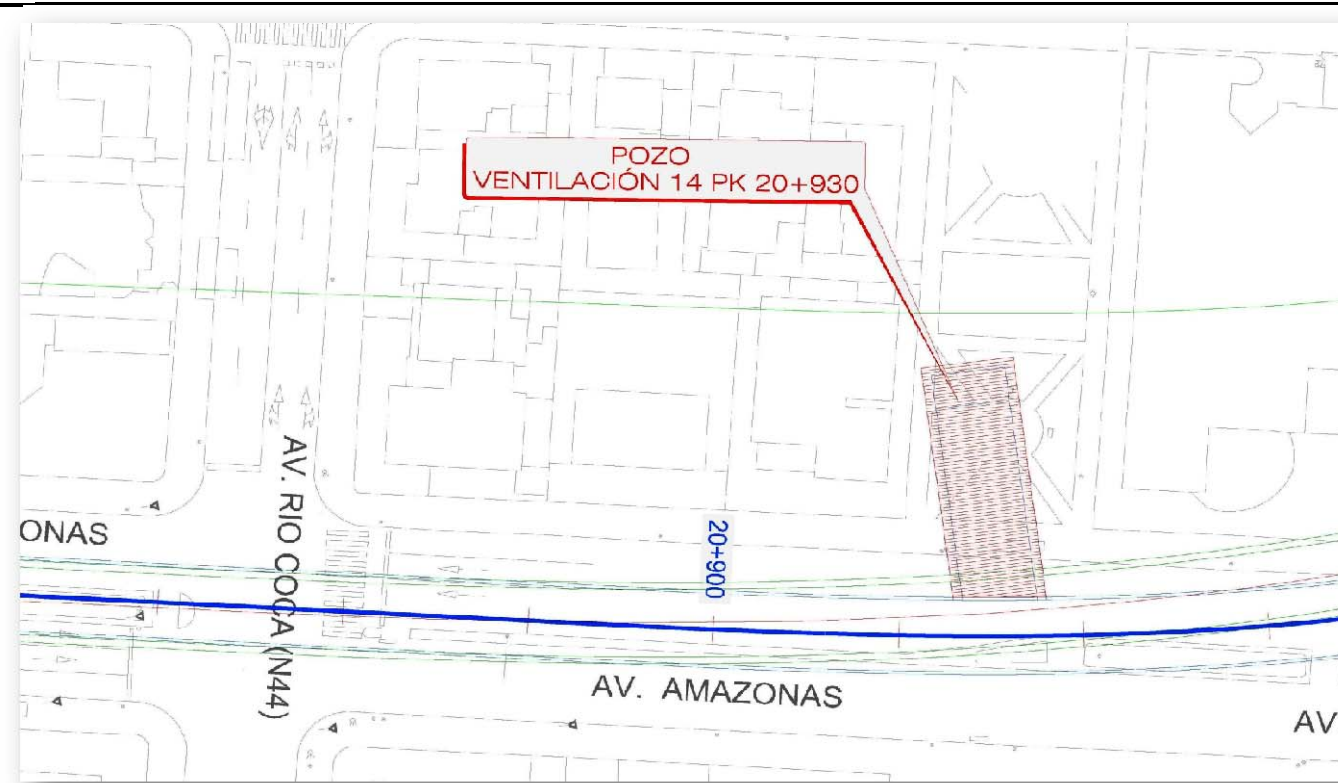 POZO
VENTILACIÓN 14 PK 20+930
AV. RIO COCA (N44)
ONAS
20+900
AV. AMAZONAS
AV